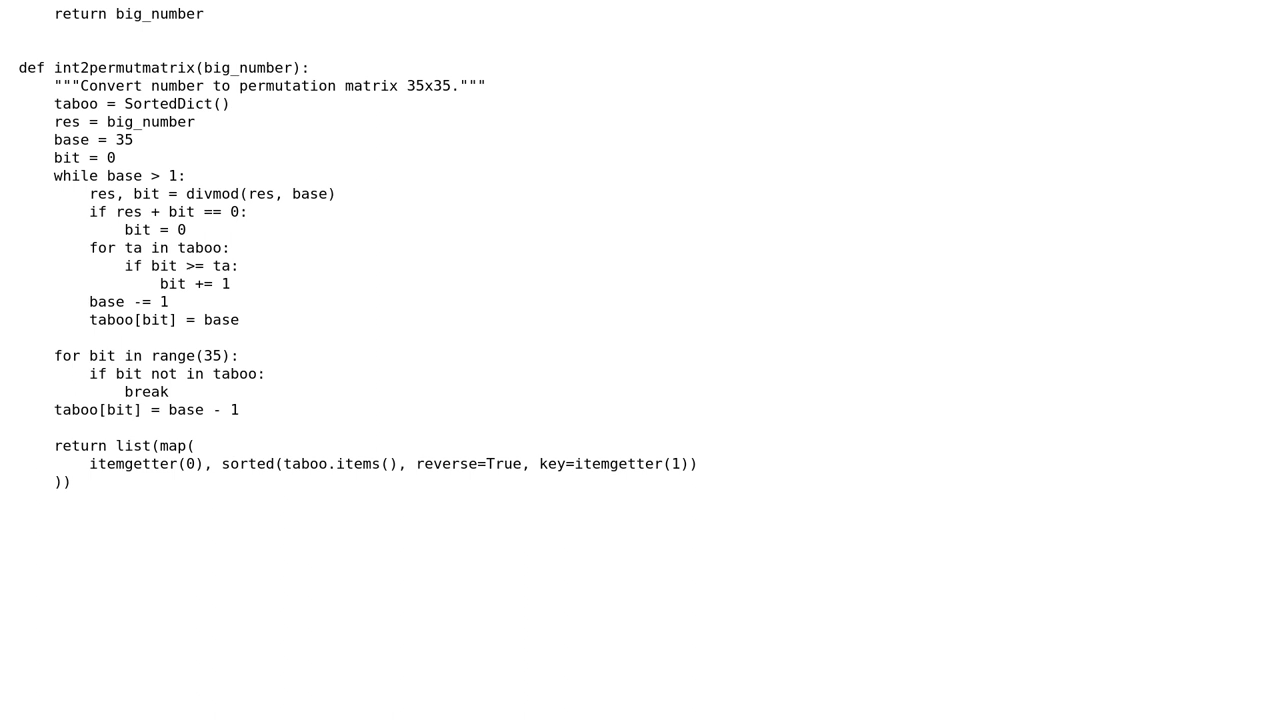 return big_number


def int2permutmatrix(big_number):
    """Convert number to permutation matrix 35x35."""
    taboo = SortedDict()
    res = big_number
    base = 35
    bit = 0
    while base > 1:
        res, bit = divmod(res, base)
        if res + bit == 0:
            bit = 0
        for ta in taboo:
            if bit >= ta:
                bit += 1
        base -= 1
        taboo[bit] = base

    for bit in range(35):
        if bit not in taboo:
            break
    taboo[bit] = base - 1

    return list(map(
        itemgetter(0), sorted(taboo.items(), reverse=True, key=itemgetter(1))
    ))